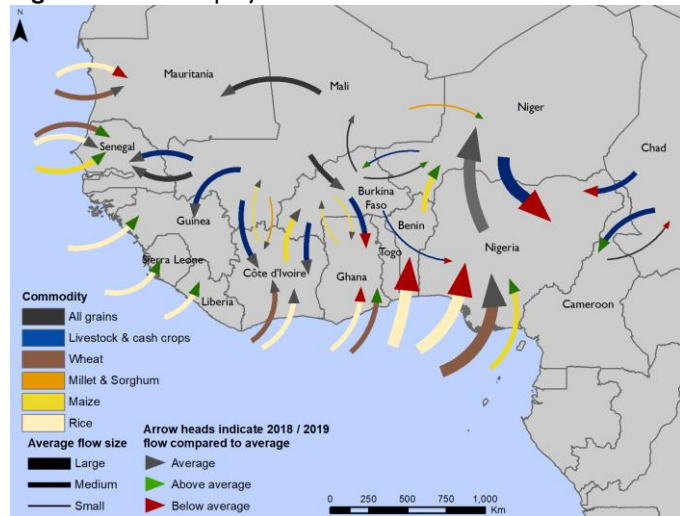 N
Mauritania
Mali
Niger
Chad
Senegal
Burkina
Faso
Guinea
Benin
Nigeria
Togo
Sierra Leone
Côte d'Ivoire
Ghana
Liberia
Cameroon
Commodity
All grains
Livestock & cash crops
Wheat
Millet & Sorghum
Maize
Rice
Average flow size
Large
Medium
Small
Arrow heads indicate 2018 / 2019
flow compared to average
Average
Above average
Below average
0 250 500 750 1,000
Km